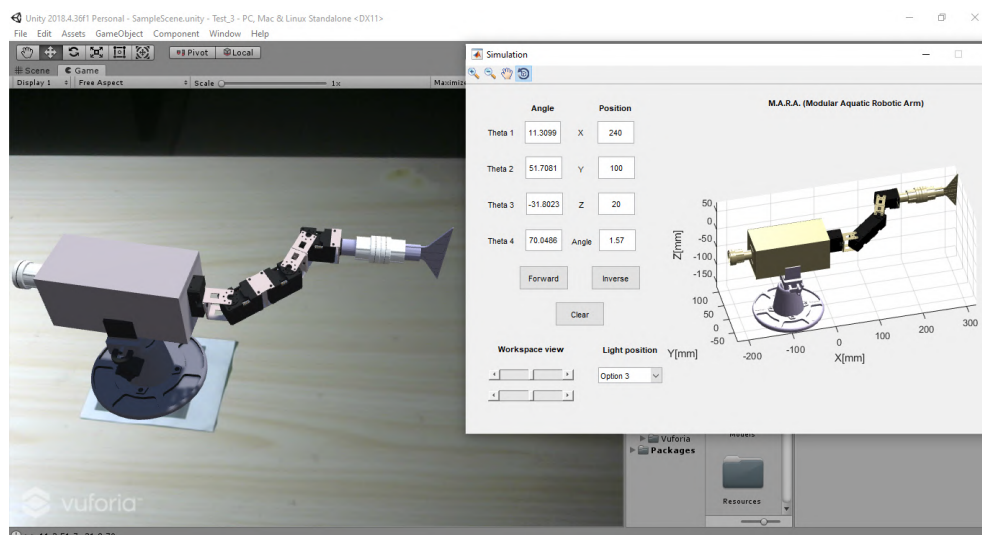 Unity 2018.4.36f1 Personal - SampleScene.unity - Test_3 - PC, Mac & Linux Standalone <DX11>
File Edit Assets GameObject Component Window Help
Pivot Local
Scene Game
Display 1 Free Aspect Scale 1x
Simulation
M.A.R.A. (Modular Aquatic Robotic Arm)
Angle Position
Theta 1 11.3099 X 240
Theta 2 51.7081 Y 100
Theta 3 -31.8023 Z 20
Theta 4 70.0486 Angle 1.57
Forward Inverse
Clear
Workspace view Light position
Option 3
50
0
-50
-100
-150
Z[mm]
100
50
0
-50
Y[mm]
-200 -100 0 100 200 300
X[mm]
Vuforia
Packages
Models
Resources
vuforia